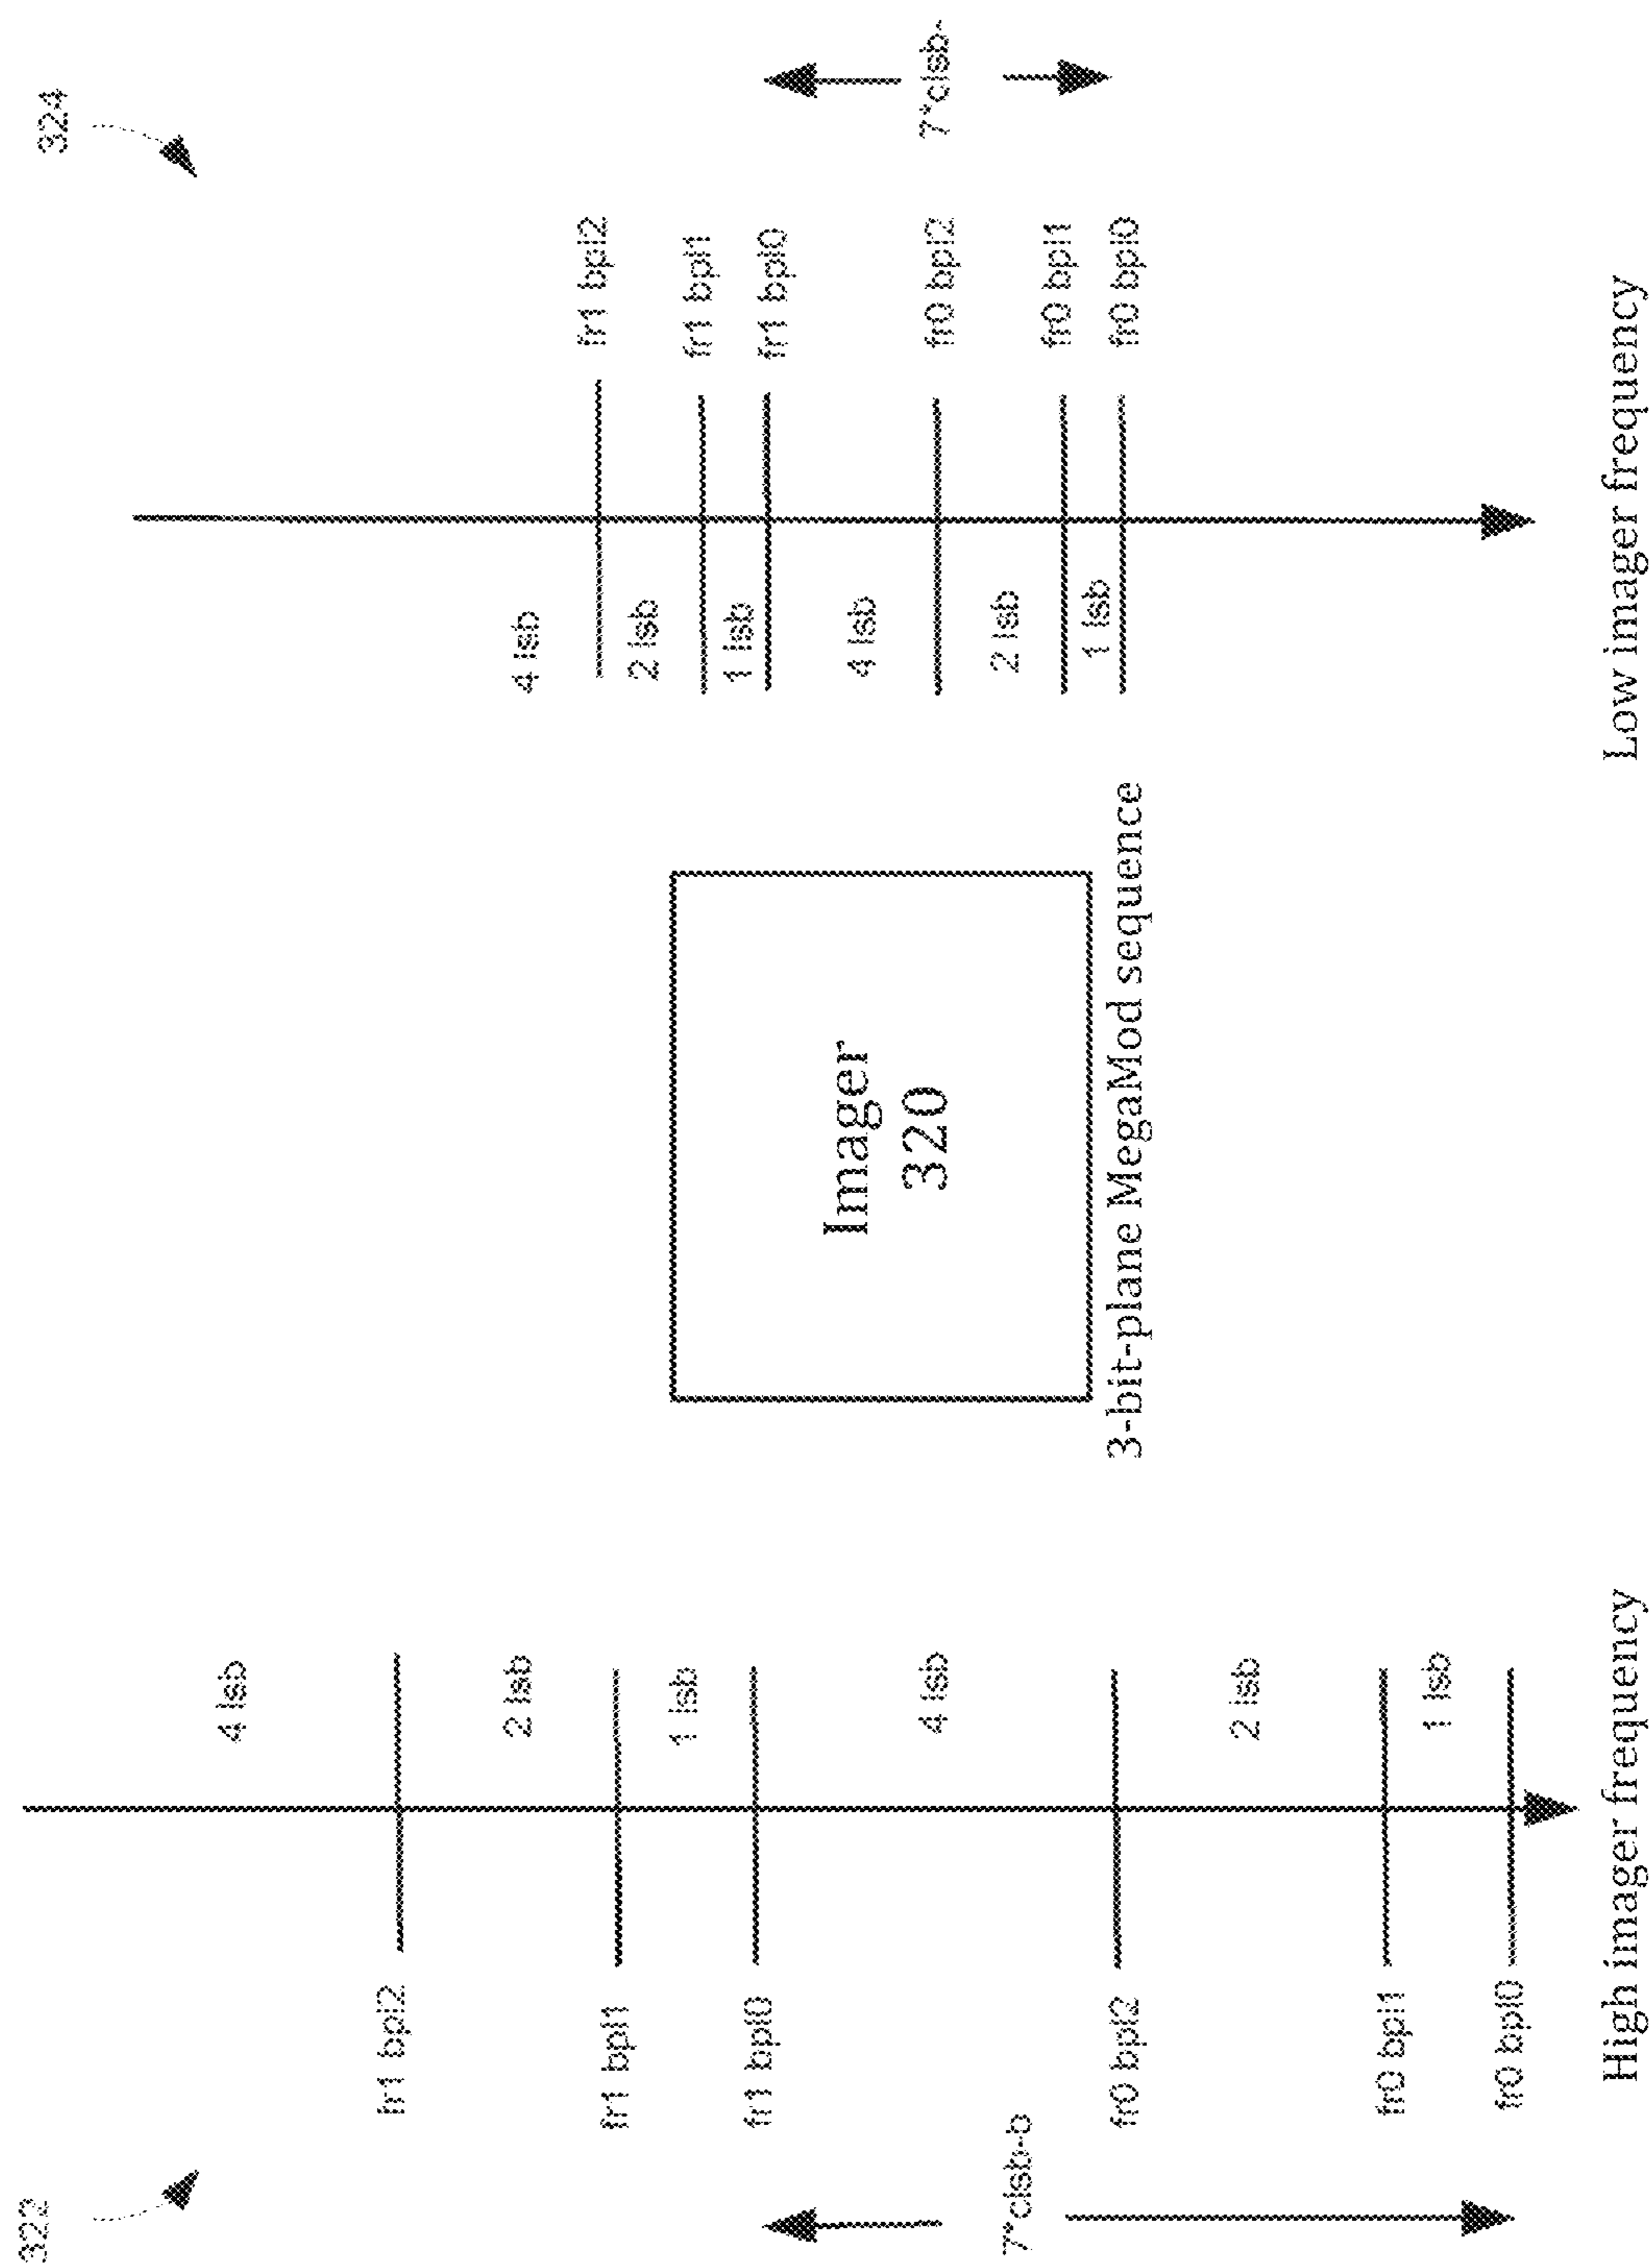 322
fr1 bpl2
4 lsb
2 lsb
fr1 bpl1
1 lsb
fr1 bpl0
4 lsb
7*clsb-b
fr0 bpl2
2 lsb
fr0 bpl1
1 lsb
fr0 bpl0
High imager frequency
Imager
320
3-bit-plane MegaMod sequence
324
4 lsb
fr1 bpl2
2 lsb
fr1 bpl1
1 lsb
fr1 bpl0
4 lsb
7*clsb-
fr0 bpl2
2 lsb
fr0 bpl1
1 lsb
fr0 bpl0
Low imager frequency